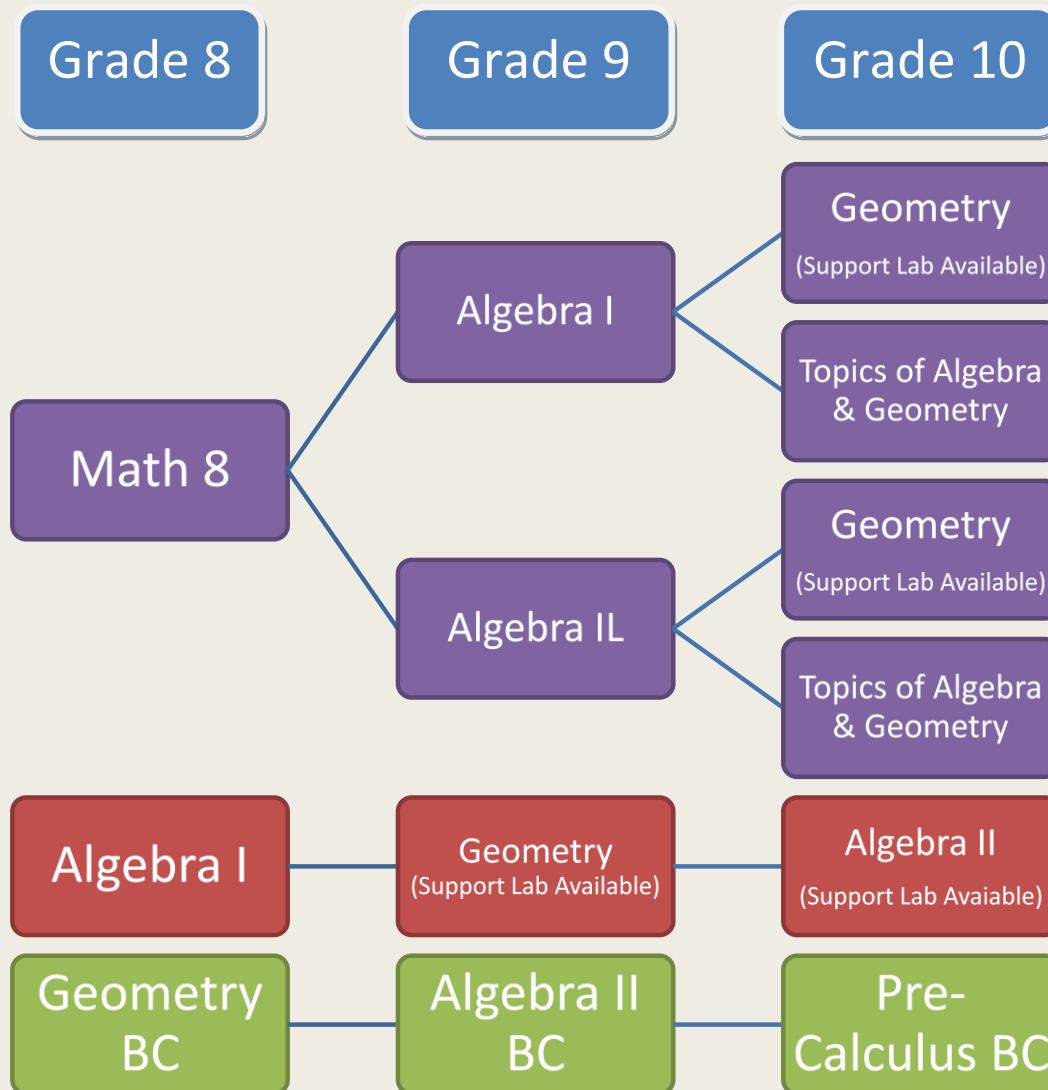 Grade 8
Grade 9
Grade 10
Math 8
Algebra I
Algebra IL
Geometry
(Support Lab Available)
Topics of Algebra
& Geometry
Geometry
(Support Lab Available)
Topics of Algebra
& Geometry
Algebra I
Geometry
(Support Lab Available)
Algebra II
(Support Lab Avaiable)
Geometry
BC
Algebra II
BC
Pre-
Calculus BC